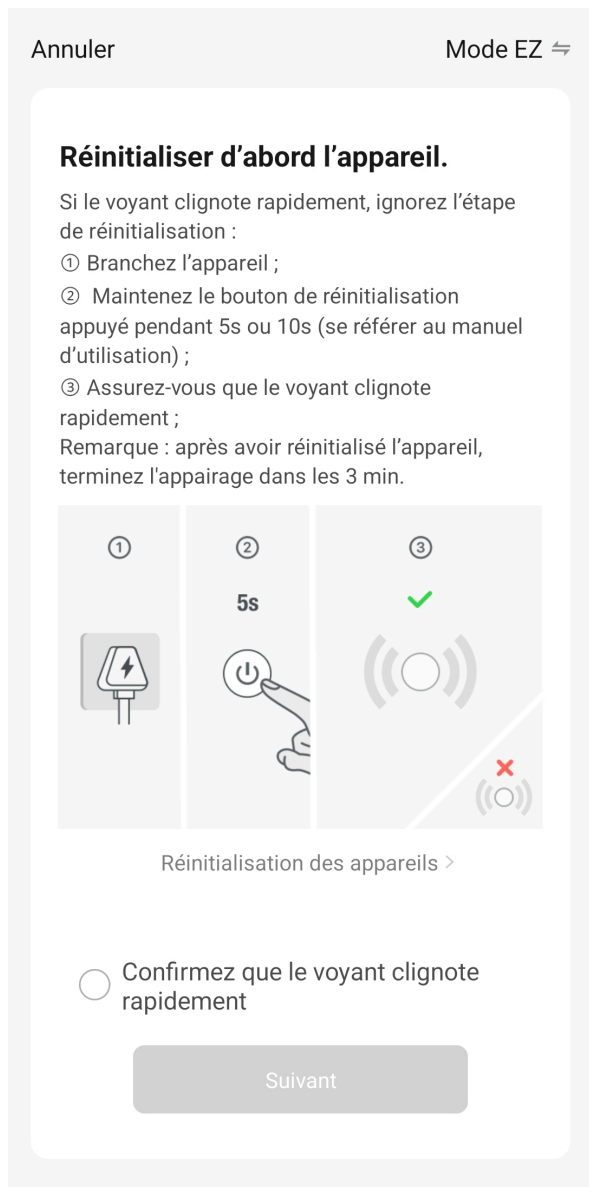 Annuler
Mode EZ
Réinitialiser d’abord l’appareil.
Si le voyant clignote rapidement, ignorez l’étape
de réinitialisation :
① Branchez l’appareil ;
② Maintenez le bouton de réinitialisation
appuyé pendant 5s ou 10s (se référer au manuel
d’utilisation) ;
③ Assurez-vous que le voyant clignote
rapidement ;
Remarque : après avoir réinitialisé l’appareil,
terminez l'appairage dans les 3 min.
①
②
③
5s
Réinitialisation des appareils >
Confirmez que le voyant clignote
rapidement
Suivant